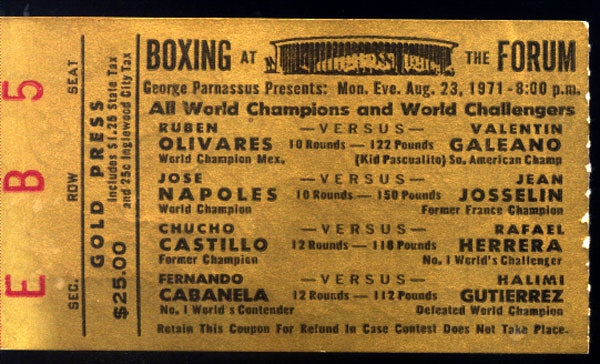 SEAT
5
ROW
B
SEC.
E
GOLD PRESS
Includes $1.25 State Tax
and 25¢ Inglewood City Tax
$25.00
BOXING AT THE FORUM
George Parnassus Presents: Mon. Eve. Aug. 23, 1971-8:00 p.m.
All World Champions and World Challengers
RUBEN —VERSUS— VALENTIN
OLIVARES 10 Rounds — 122 Pounds GALEANO
World Champion Mex. (Kid Pascualito) So. American Champ
JOSE —VERSUS— JEAN
NAPOLES 10 Rounds — 150 Pounds JOSSELIN
World Champion Former France Champion
CHUCHO —VERSUS— RAFAEL
CASTILLO 12 Rounds — 118 Pounds HERRERA
Former Champion No. 1 World's Challenger
FERNANDO —VERSUS— HALIMI
CABANELA 12 Rounds — 112 Pounds GUTIERREZ
No. 1 World's Contender Defeated World Champion
Retain This Coupon For Refund In Case Contest Does Not Take Place.